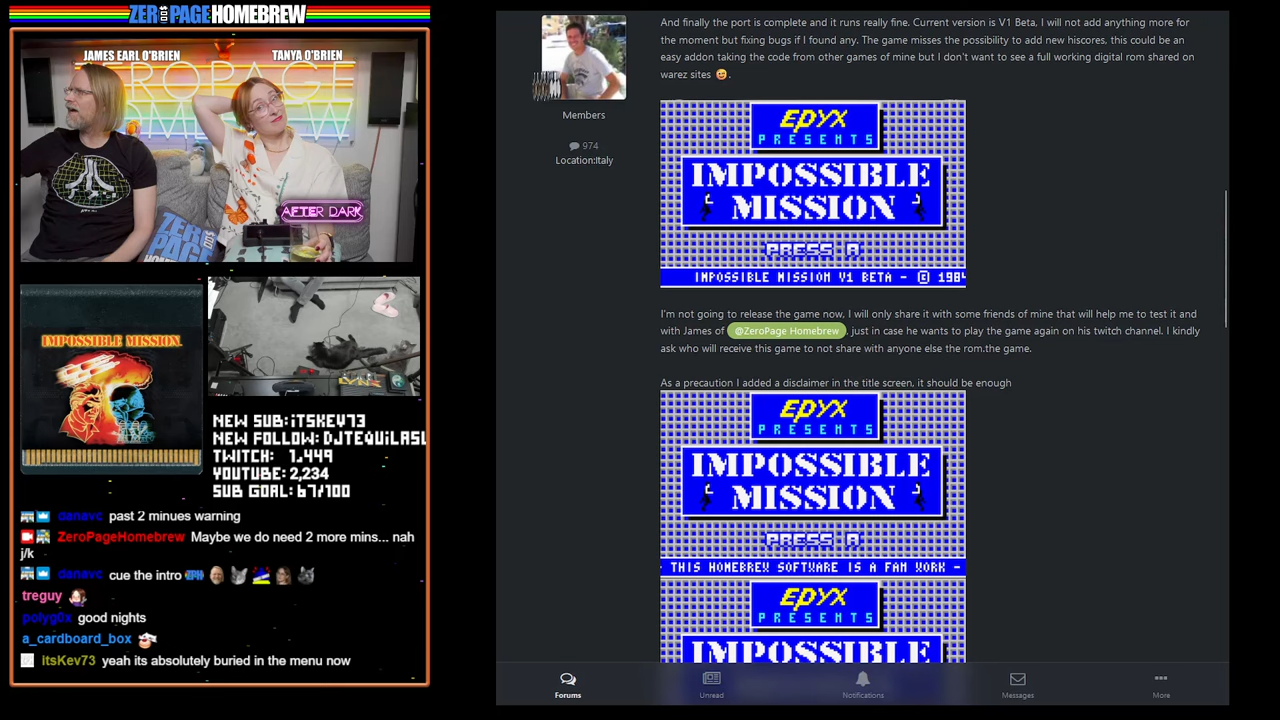 ZEROPAGE HOMEBREW
JAMES EARL O'BRIEN
TANYA O'BRIEN
AFTER DARK
IMPOSSIBLE MISSION
NEW SUB: iTSKEV73
NEW FOLLOW: DJTEQUiLASU
TWITCH: 1,449
YOUTUBE: 2,234
SUB GOAL: 67/100
danavc past 2 minues warning
ZeroPageHomebrew Maybe we do need 2 more mins... nah
j/k
danavc cue the intro
treguy
polyg0x good nights
a_cardboard_box
itsKev73 yeah its absolutely buried in the menu now
Members
974
Location:Italy
And finally the port is complete and it runs really fine. Current version is V1 Beta, I will not add anything more for
the moment but fixing bugs if I found any. The game misses the possibility to add new hiscores, this could be an
easy addon taking the code from other games of mine but I don't want to see a full working digital rom shared on
warez sites 😉.
EPYX
PRESENTS
IMPOSSIBLE
MISSION
PRESS A
IMPOSSIBLE MISSION V1 BETA - © 1984
I'm not going to release the game now, I will only share it with some friends of mine that will help me to test it and
with James of @ZeroPage Homebrew, just in case he wants to play the game again on his twitch channel. I kindly
ask who will receive this game to not share with anyone else the rom.the game.
As a precaution I added a disclaimer in the title screen, it should be enough
EPYX
PRESENTS
IMPOSSIBLE
MISSION
PRESS A
THIS HOMEBREW SOFTWARE IS A FAN WORK -
EPYX
PRESENTS
IMPOSSIBLE
Forums
Unread
Notifications
Messages
More